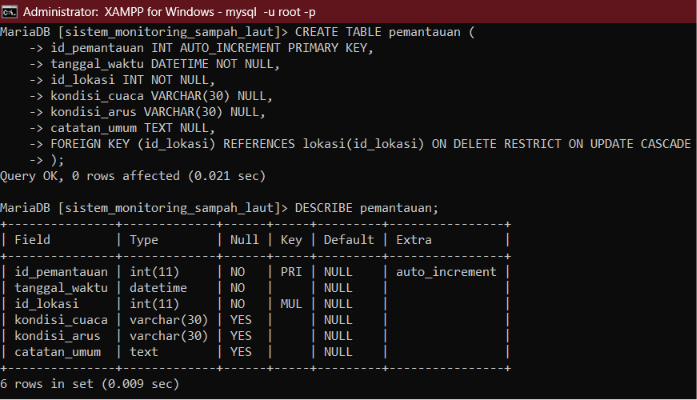 Administrator: XAMPP for Windows - mysql -u root -p
MariaDB [sistem_monitoring_sampah_laut]> CREATE TABLE pemantauan (
    -> id_pemantauan INT AUTO_INCREMENT PRIMARY KEY,
    -> tanggal_waktu DATETIME NOT NULL,
    -> id_lokasi INT NOT NULL,
    -> kondisi_cuaca VARCHAR(30) NULL,
    -> kondisi_arus VARCHAR(30) NULL,
    -> catatan_umum TEXT NULL,
    -> FOREIGN KEY (id_lokasi) REFERENCES lokasi(id_lokasi) ON DELETE RESTRICT ON UPDATE CASCADE
    -> );
Query OK, 0 rows affected (0.021 sec)
MariaDB [sistem_monitoring_sampah_laut]> DESCRIBE pemantauan;
+---------------+-------------+------+-----+---------+----------------+
| Field         | Type        | Null | Key | Default | Extra          |
+---------------+-------------+------+-----+---------+----------------+
| id_pemantauan | int(11)     | NO   | PRI | NULL    | auto_increment |
| tanggal_waktu | datetime    | NO   |     | NULL    |                |
| id_lokasi     | int(11)     | NO   | MUL | NULL    |                |
| kondisi_cuaca | varchar(30) | YES  |     | NULL    |                |
| kondisi_arus  | varchar(30) | YES  |     | NULL    |                |
| catatan_umum  | text        | YES  |     | NULL    |                |
+---------------+-------------+------+-----+---------+----------------+
6 rows in set (0.009 sec)